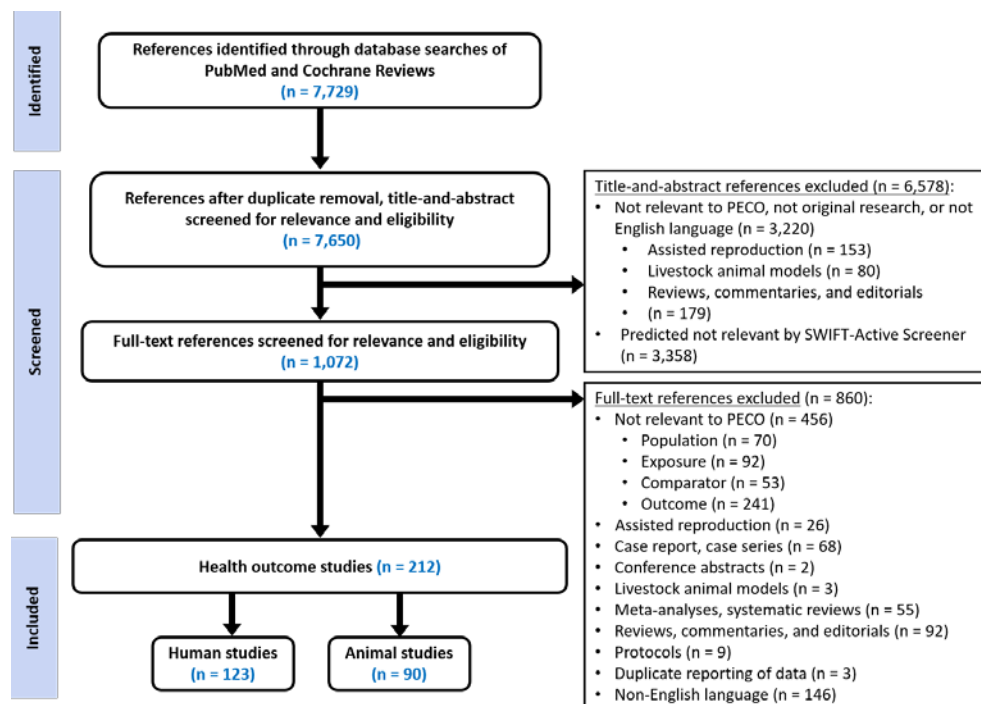 Identified
References identified through database searches of
PubMed and Cochrane Reviews
(n = 7,729)
Screened
References after duplicate removal, title-and-abstract
screened for relevance and eligibility
(n = 7,650)
Title-and-abstract references excluded (n = 6,578):
• Not relevant to PECO, not original research, or not
English language (n = 3,220)
• Assisted reproduction (n = 153)
• Livestock animal models (n = 80)
• Reviews, commentaries, and editorials
• (n = 179)
• Predicted not relevant by SWIFT-Active Screener
(n = 3,358)
Full-text references screened for relevance and eligibility
(n = 1,072)
Full-text references excluded (n = 860):
• Not relevant to PECO (n = 456)
• Population (n = 70)
• Exposure (n = 92)
• Comparator (n = 53)
• Outcome (n = 241)
• Assisted reproduction (n = 26)
• Case report, case series (n = 68)
• Conference abstracts (n = 2)
• Livestock animal models (n = 3)
• Meta-analyses, systematic reviews (n = 55)
• Reviews, commentaries, and editorials (n = 92)
• Protocols (n = 9)
• Duplicate reporting of data (n = 3)
• Non-English language (n = 146)
Included
Health outcome studies (n = 212)
Human studies
(n = 123)
Animal studies
(n = 90)